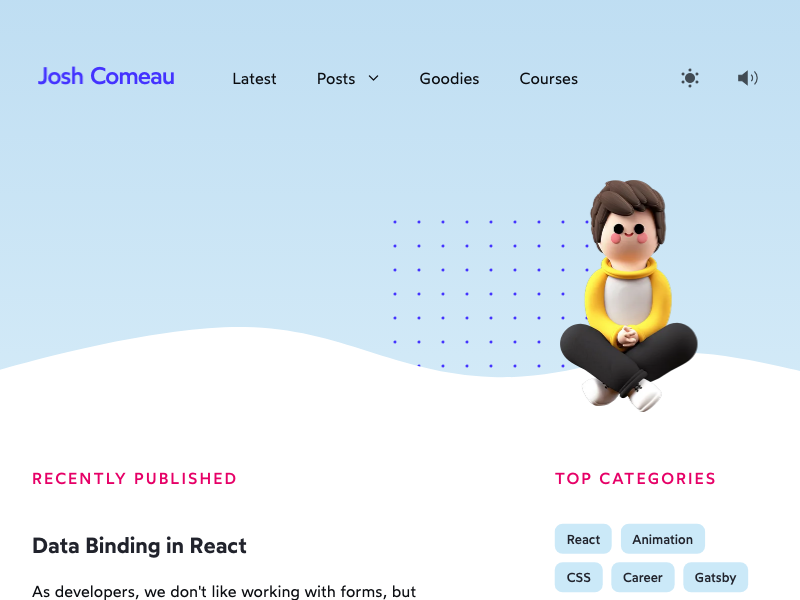 Josh Comeau
Latest
Posts
Goodies
Courses
RECENTLY PUBLISHED
Data Binding in React
As developers, we don't like working with forms, but
TOP CATEGORIES
React
Animation
CSS
Career
Gatsby